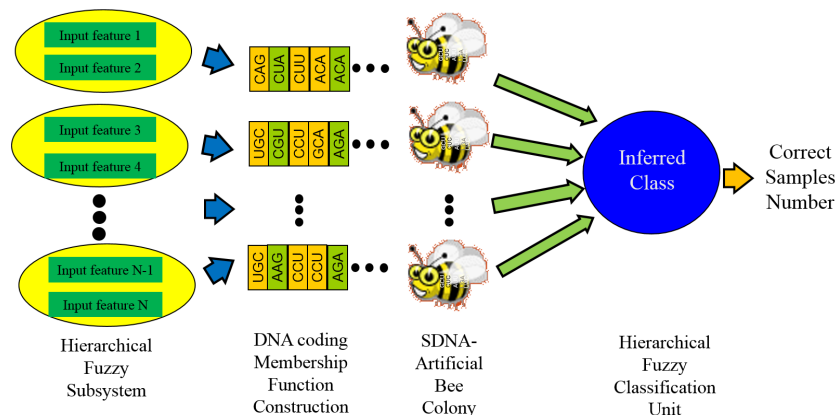 Input feature 1
Input feature 2
CAG CUA CUU ACA ACA
Input feature 3
Input feature 4
UGC CGU CCU GCA AGA
Inferred
Class
Correct
Samples
Number
Input feature N-1
Input feature N
UGC AAG CCU CCU AGA
Hierarchical
Fuzzy
Subsystem
DNA coding
Membership
Function
Construction
SDNA-
Artificial
Bee
Colony
Hierarchical
Fuzzy
Classification
Unit